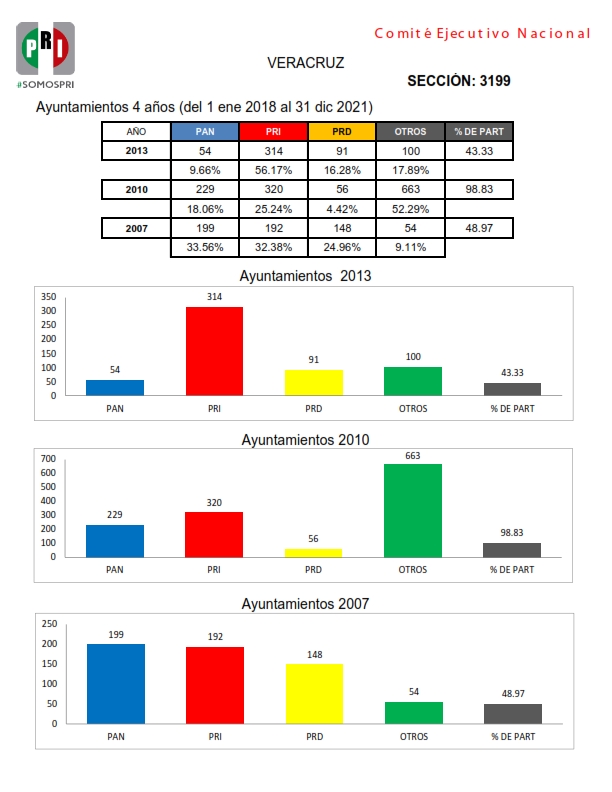 Comité Ejecutivo Nacional
PRI
#SOMOSPRI
VERACRUZ
SECCIÓN: 3199
Ayuntamientos 4 años (del 1 ene 2018 al 31 dic 2021)
AÑO PAN PRI PRD OTROS % DE PART
2013 54 314 91 100 43.33
9.66% 56.17% 16.28% 17.89%
2010 229 320 56 663 98.83
18.06% 25.24% 4.42% 52.29%
2007 199 192 148 54 48.97
33.56% 32.38% 24.96% 9.11%
Ayuntamientos 2013
350
300
250
200
150
100
50
0
54 314 91 100 43.33
PAN PRI PRD OTROS % DE PART
Ayuntamientos 2010
700
600
500
400
300
200
100
0
229 320 56 663 98.83
PAN PRI PRD OTROS % DE PART
Ayuntamientos 2007
250
200
150
100
50
0
199 192 148 54 48.97
PAN PRI PRD OTROS % DE PART